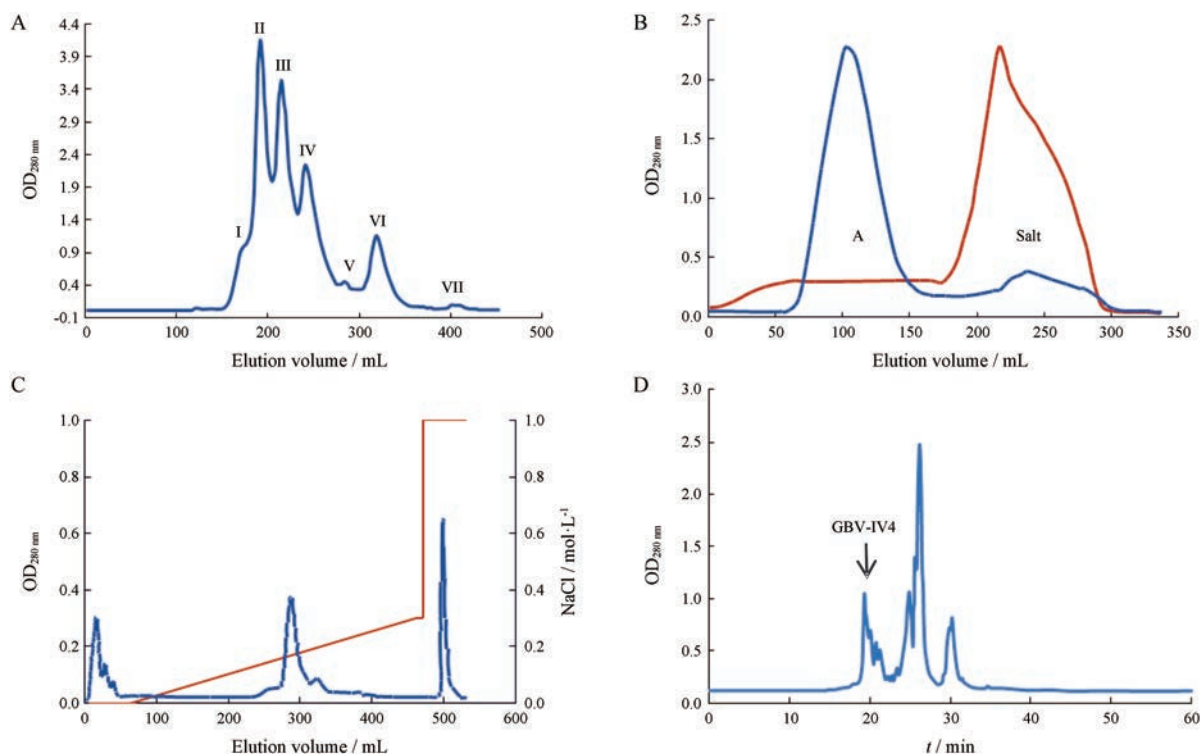 A
OD280 nm
4.4
3.9
3.4
2.9
2.4
1.9
1.4
0.9
0.4
-0.1
I
II
III
IV
V
VI
VII
0 100 200 300 400 500
Elution volume / mL
B
OD280 nm
2.5
2.0
1.5
1.0
0.5
0.0
A
Salt
0 50 100 150 200 250 300 350
Elution volume / mL
C
OD280 nm
1.0
0.8
0.6
0.4
0.2
0.0
1.0
0.8
0.6
0.4
0.2
0.0
NaCl / mol·L-1
0 100 200 300 400 500 600
Elution volume / mL
D
OD280 nm
3.0
2.5
2.0
1.5
1.0
0.5
0.0
GBV-IV4
0 10 20 30 40 50 60
t / min